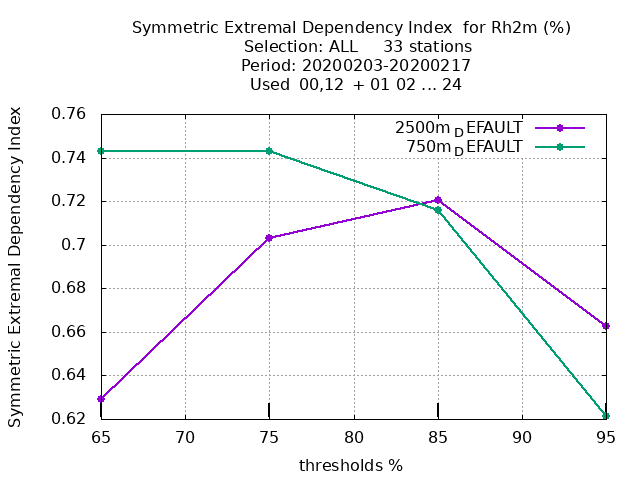 Symmetric Extremal Dependency Index for Rh2m (%)
Selection: ALL 33 stations
Period: 20200203-20200217
Used 00,12 + 01 02 ... 24
Symmetric Extremal Dependency Index
0.76
0.74
0.72
0.7
0.68
0.66
0.64
0.62
2500m_DEFAULT
750m_DEFAULT
65 70 75 80 85 90 95
thresholds %